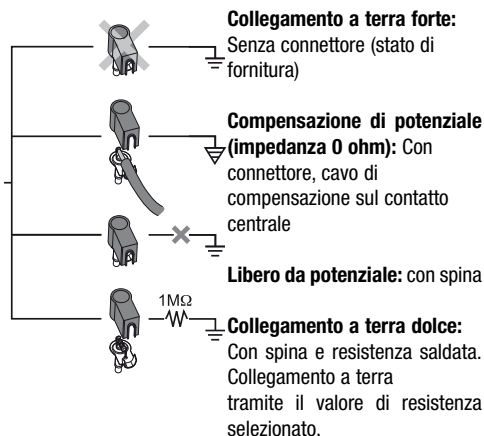 Collegamento a terra forte:
Senza connettore (stato di
fornitura)
Compensazione di potenziale
(impedanza 0 ohm): Con
connettore, cavo di
compensazione sul contatto
centrale
Libero da potenziale: con spina
1MΩ
Collegamento a terra dolce:
Con spina e resistenza saldata.
Collegamento a terra
tramite il valore di resistenza
selezionato.